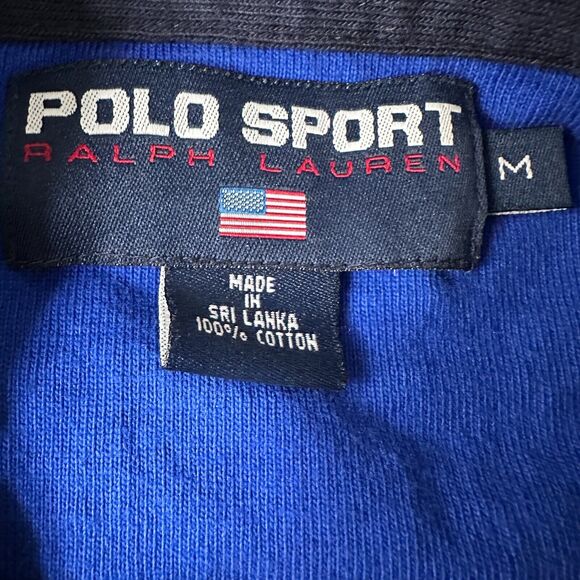 POLO SPORT
RALPH LAUREN
M
MADE
IN
SRI LANKA
100% COTTON